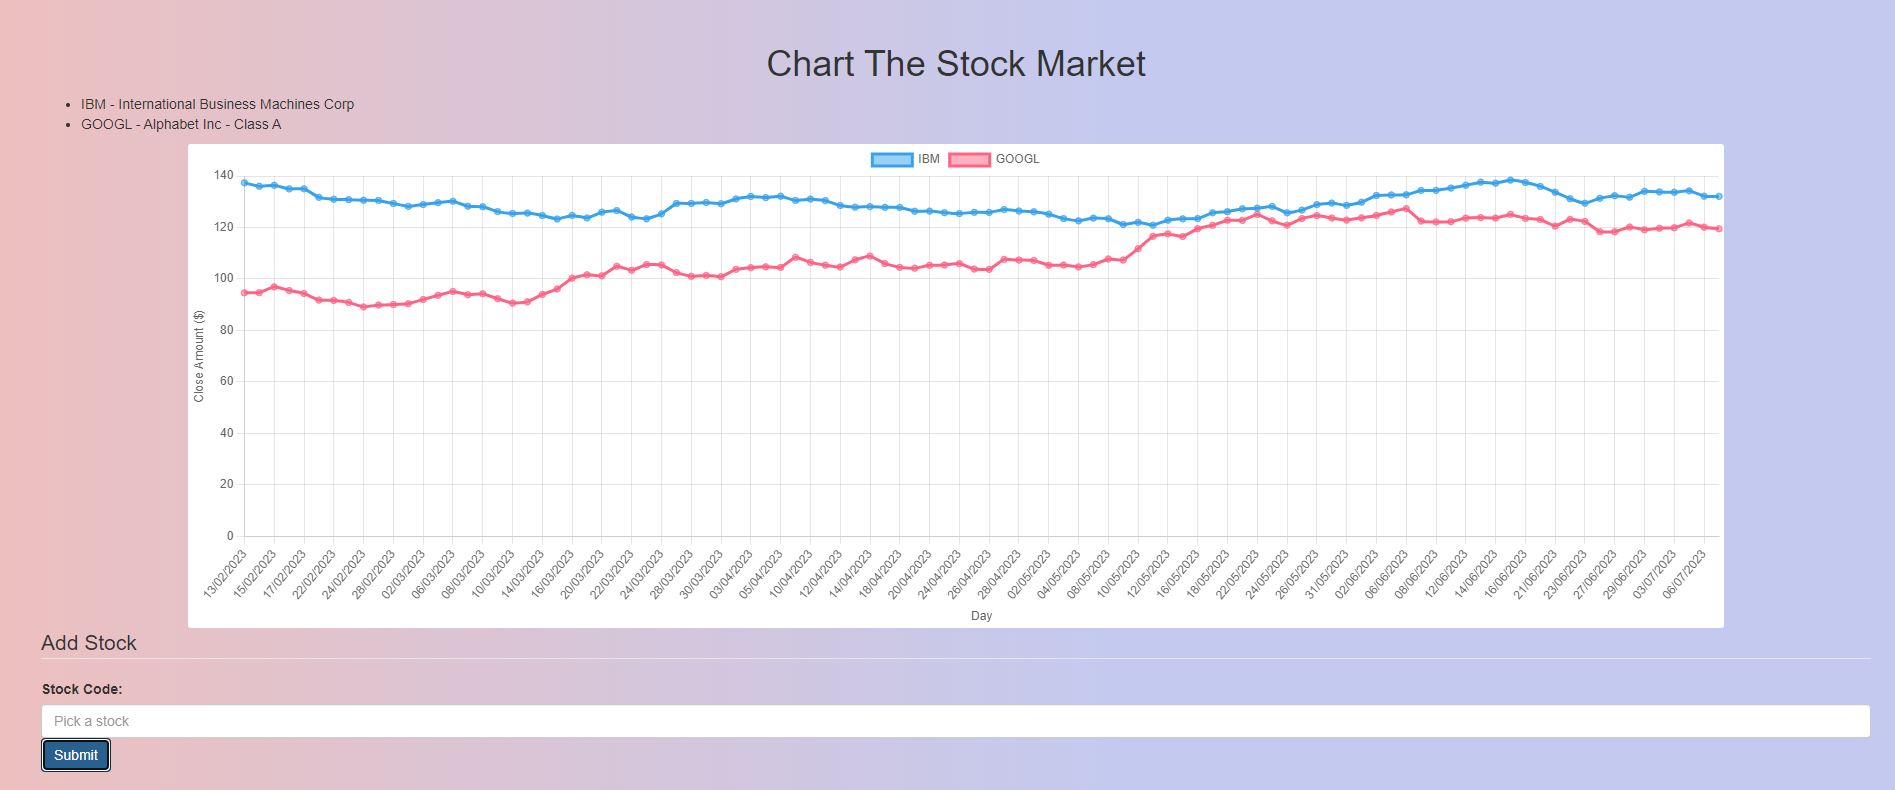 Chart The Stock Market
IBM - International Business Machines Corp
GOOGL - Alphabet Inc - Class A
IBM GOOGL
140
120
100
80
60
40
20
0
Close Amount ($)
13/02/2023 15/02/2023 17/02/2023 22/02/2023 24/02/2023 28/02/2023 02/03/2023 06/03/2023 08/03/2023 10/03/2023 14/03/2023 16/03/2023 20/03/2023 22/03/2023 24/03/2023 28/03/2023 30/03/2023 03/04/2023 05/04/2023 10/04/2023 12/04/2023 14/04/2023 18/04/2023 20/04/2023 24/04/2023 26/04/2023 28/04/2023 02/05/2023 04/05/2023 08/05/2023 10/05/2023 12/05/2023 16/05/2023 18/05/2023 22/05/2023 24/05/2023 26/05/2023 31/05/2023 02/06/2023 06/06/2023 08/06/2023 12/06/2023 14/06/2023 16/06/2023 21/06/2023 23/06/2023 27/06/2023 29/06/2023 03/07/2023 06/07/2023
Day
Add Stock
Stock Code:
Pick a stock
Submit